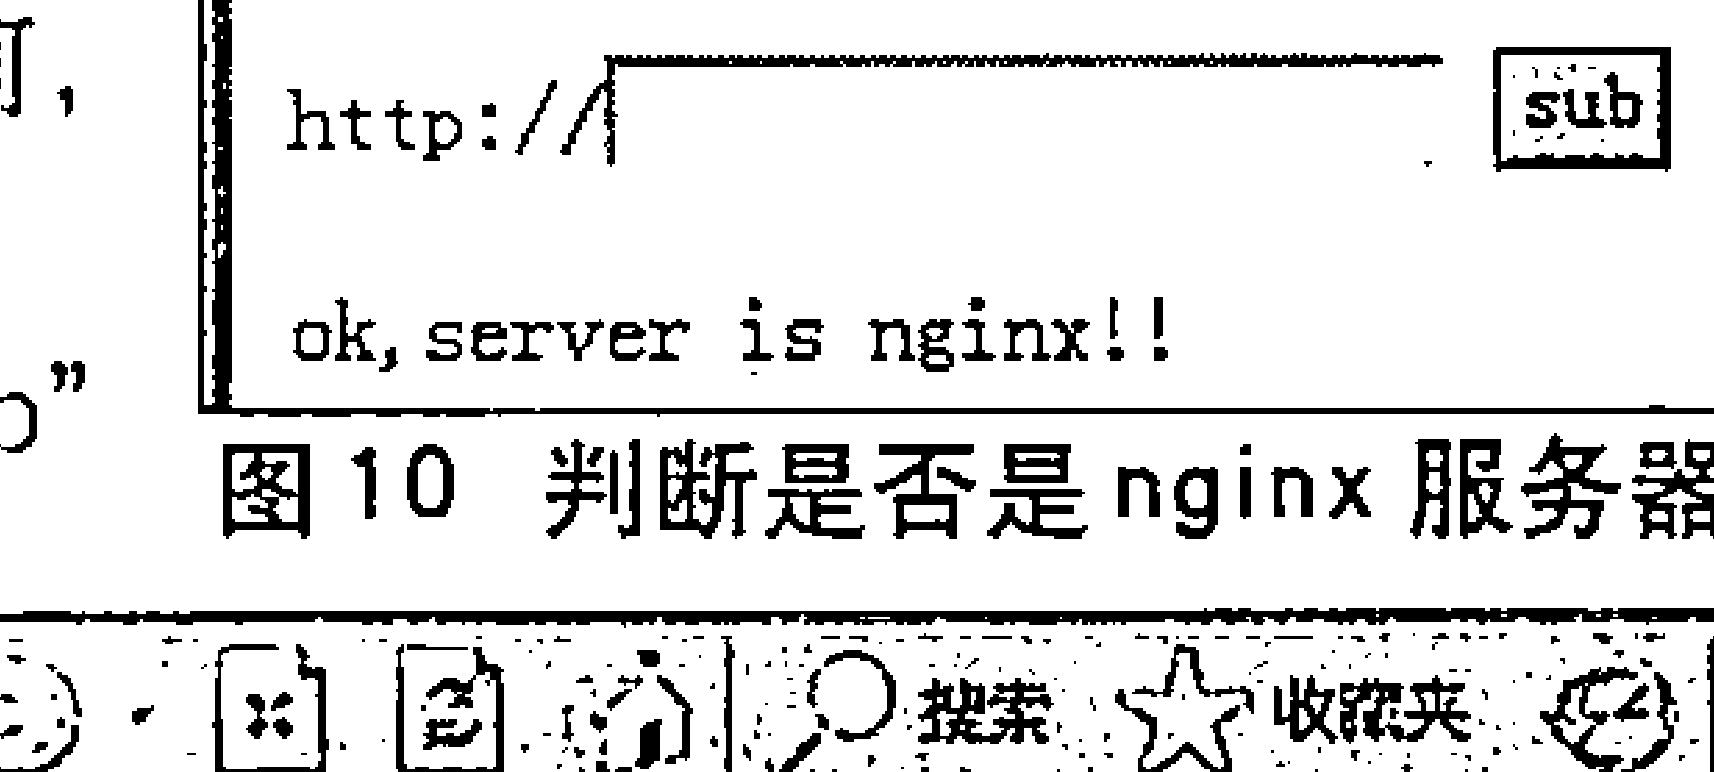 ，
http://
sub
ok,server is nginx!!
”
图10 判断是否是nginx服务器
搜索 收藏夹